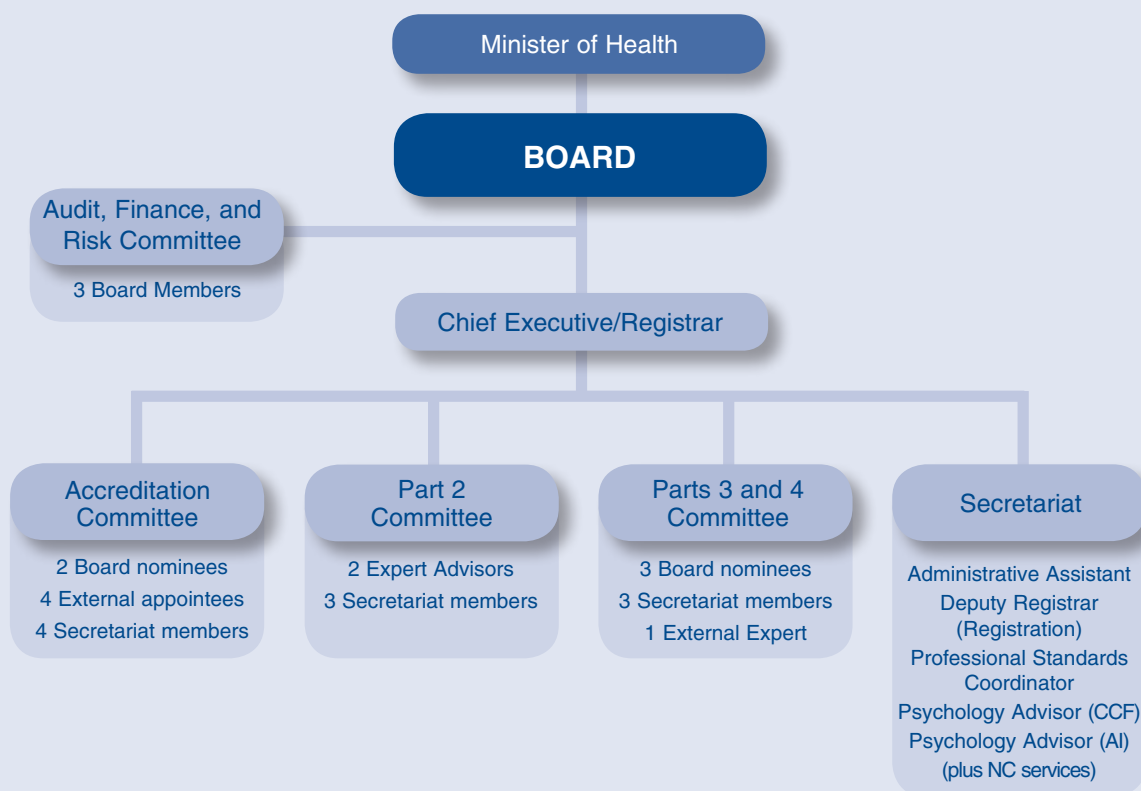 Minister of Health
BOARD
Audit, Finance, and
Risk Committee
3 Board Members
Chief Executive/Registrar
Accreditation
Committee
2 Board nominees
4 External appointees
4 Secretariat members
Part 2
Committee
2 Expert Advisors
3 Secretariat members
Parts 3 and 4
Committee
3 Board nominees
3 Secretariat members
1 External Expert
Secretariat
Administrative Assistant
Deputy Registrar
(Registration)
Professional Standards
Coordinator
Psychology Advisor (CCF)
Psychology Advisor (AI)
(plus NC services)